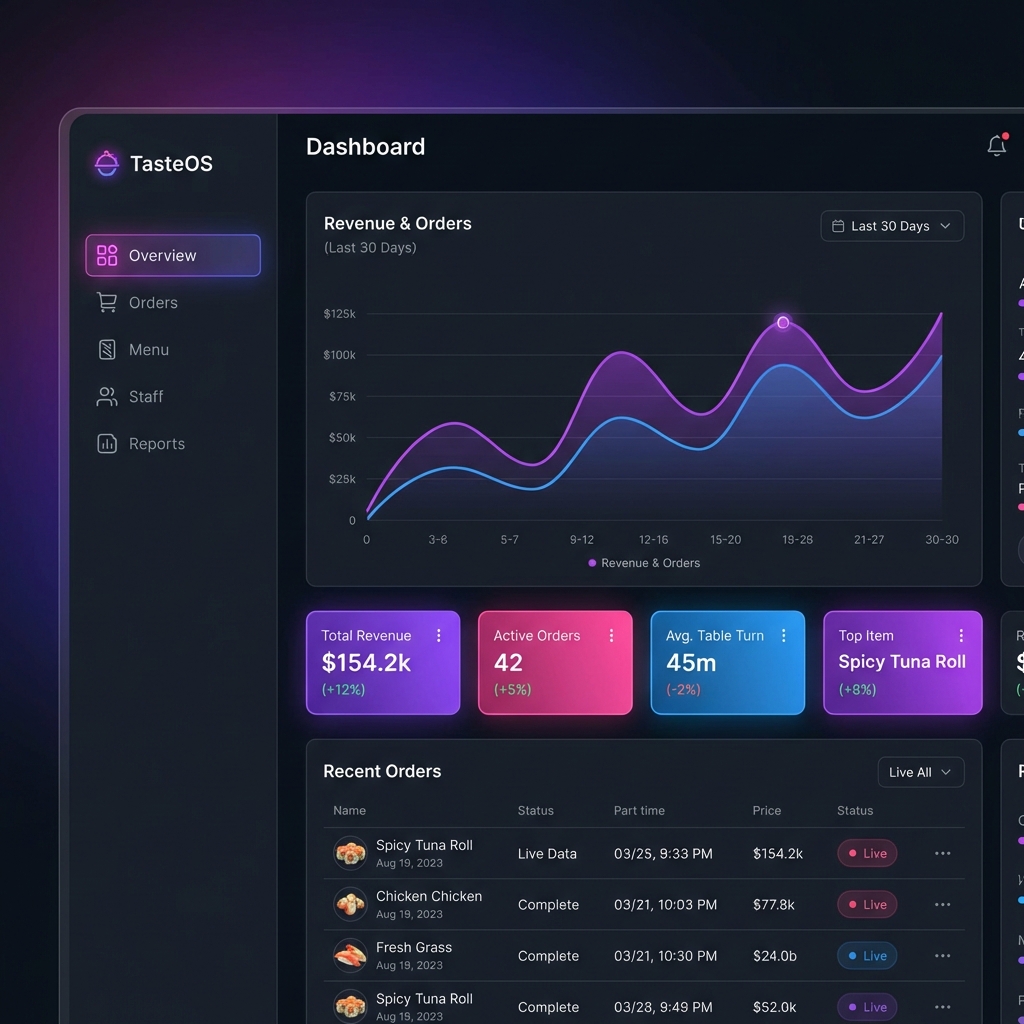 TasteOS
Overview
Orders
Menu
Staff
Reports
Dashboard
Revenue & Orders
(Last 30 Days)
Last 30 Days
$125k
$100k
$75k
$50k
$25k
0
0 3-6 5-7 9-12 12-16 15-20 19-28 21-27 30-30
Revenue & Orders
Total Revenue
$154.2k
(+12%)
Active Orders
42
(+5%)
Avg. Table Turn
45m
(-2%)
Top Item
Spicy Tuna Roll
(+8%)
Recent Orders
Live All
Name Status Part time Price Status
Spicy Tuna Roll
Aug 19, 2023
Live Data 03/25, 9:33 PM $154.2k Live
Chicken Chicken
Aug 19, 2023
Complete 03/21, 10:03 PM $77.8k Live
Fresh Grass
Aug 19, 2023
Complete 03/21, 10:30 PM $24.0b Live
Spicy Tuna Roll
Aug 19, 2023
Complete 03/28, 9:49 PM $52.0k Live